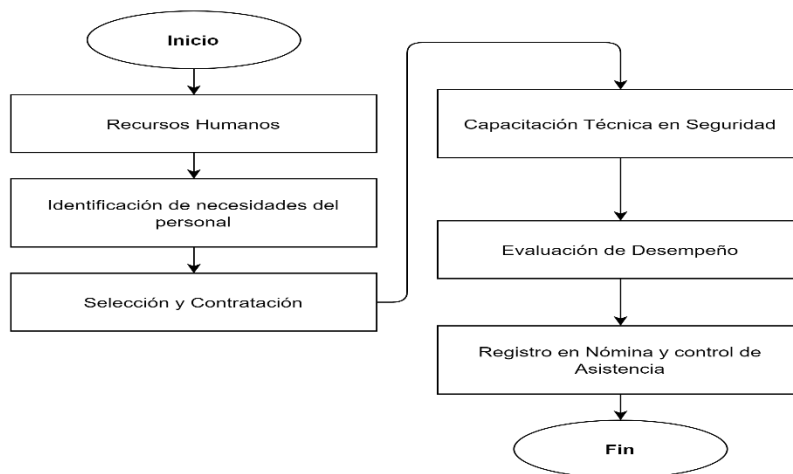 Inicio
Recursos Humanos
Identificación de necesidades del
personal
Selección y Contratación
Capacitación Técnica en Seguridad
Evaluación de Desempeño
Registro en Nómina y control de
Asistencia
Fin